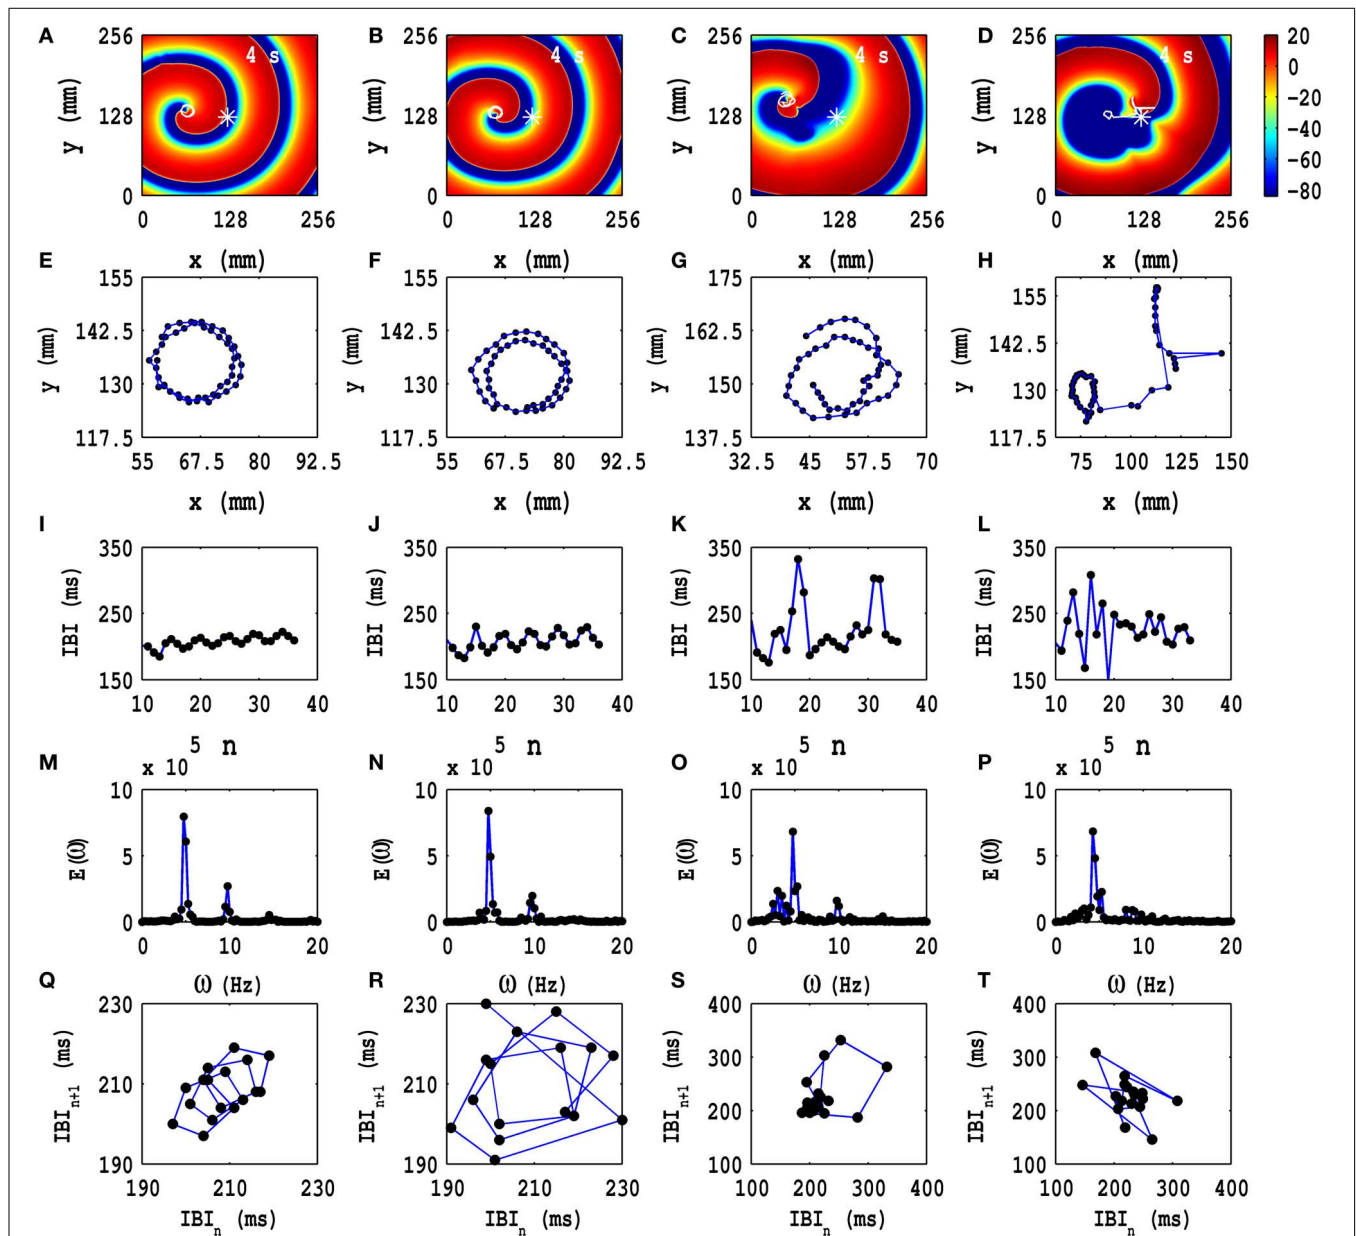 A B C D
256 256 256 256 20
4 s 4 s 4 s 4 s
0
y (mm) y (mm) y (mm) y (mm)
128 128 128 128 −20
−40
−60
0 0 0 0 −80
0 128 256 0 128 256 0 128 256 0 128 256
x (mm) x (mm) x (mm) x (mm)
E F G H
155 155 175 155
142.5 142.5 162.5 142.5
y (mm) y (mm) y (mm) y (mm)
130 130 150 130
117.5 117.5 137.5 117.5
55 67.5 80 92.5 55 67.5 80 92.5 32.5 45 57.5 70 75 100 125 150
x (mm) x (mm) x (mm) x (mm)
I J K L
350 350 350 350
IBI (ms) IBI (ms) IBI (ms) IBI (ms)
250 250 250 250
150 150 150 150
10 20 30 40 10 20 30 40 10 20 30 40 10 20 30 40
5 n 5 n
M x 10 N x 10 O x 10 P x 10
10 10 10 10
E(ω) E(ω) E(ω) E(ω)
5 5 5 5
0 0 0 0
0 10 20 0 10 20 0 10 20 0 10 20
Q ω (Hz) R ω (Hz) S ω (Hz) T ω (Hz)
230 230 400 400
IBIn+1 (ms) IBIn+1 (ms) IBIn+1 (ms) IBIn+1 (ms)
300 300
210 210
200 200
190 190 100 100
190 210 230 190 210 230 100 200 300 400 100 200 300 400
IBIn (ms) IBIn (ms) IBIn (ms) IBIn (ms)